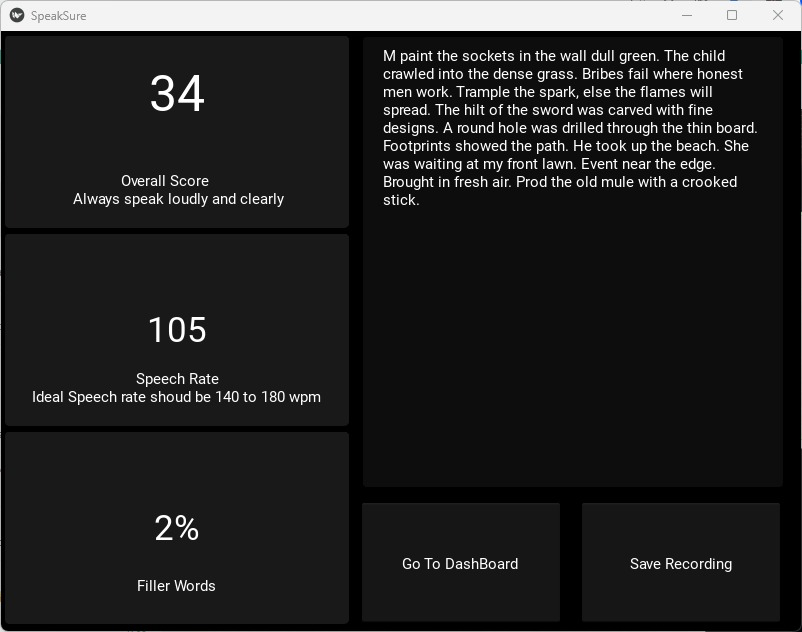 SpeakSure
34
Overall Score
Always speak loudly and clearly
105
Speech Rate
Ideal Speech rate shoud be 140 to 180 wpm
2%
Filler Words
M paint the sockets in the wall dull green. The child
crawled into the dense grass. Bribes fail where honest
men work. Trample the spark, else the flames will
spread. The hilt of the sword was carved with fine
designs. A round hole was drilled through the thin board.
Footprints showed the path. He took up the beach. She
was waiting at my front lawn. Event near the edge.
Brought in fresh air. Prod the old mule with a crooked
stick.
Go To DashBoard
Save Recording